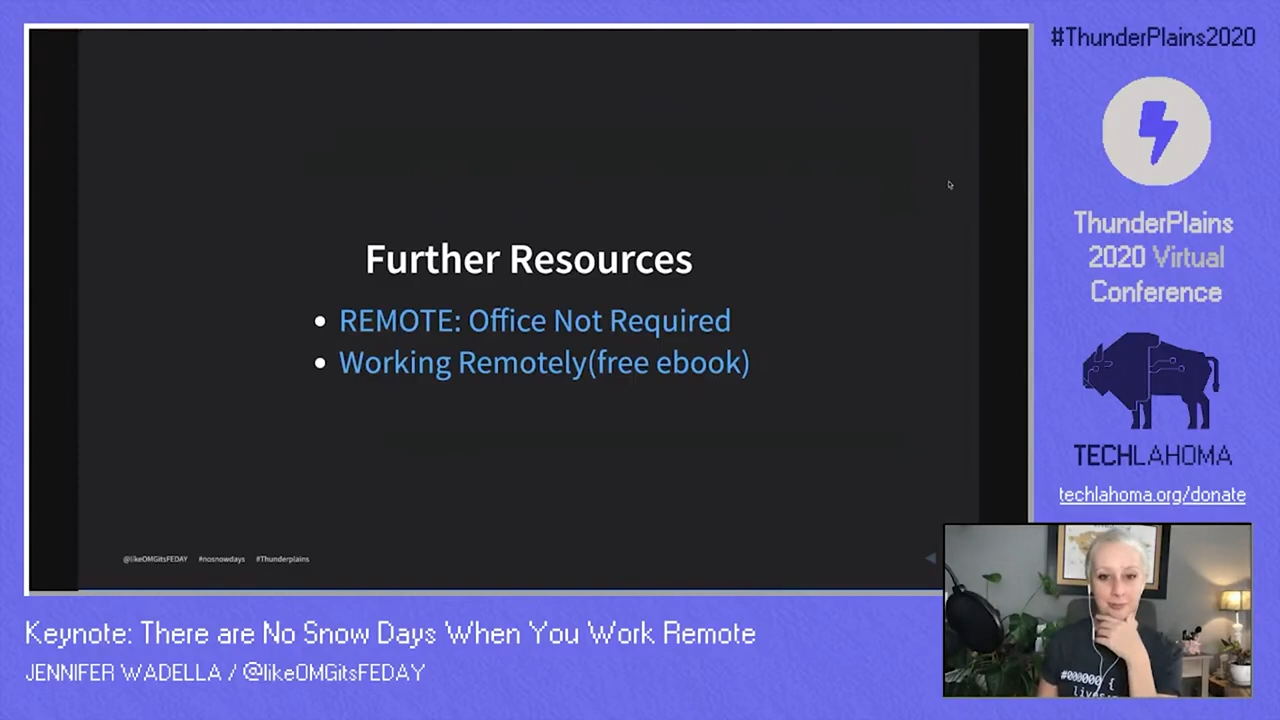 #ThunderPlains2020
Further Resources
• REMOTE: Office Not Required
• Working Remotely(free ebook)
@likeOMGitsFEDAY #nosnowdays #Thunderplains
ThunderPlains
2020 Virtual
Conference
TECHLAHOMA
techlahoma.org/donate
#000000 {
Keynote: There are No Snow Days When You Work Remote
JENNIFER WADELLA / @likeOMGitsFEDAY